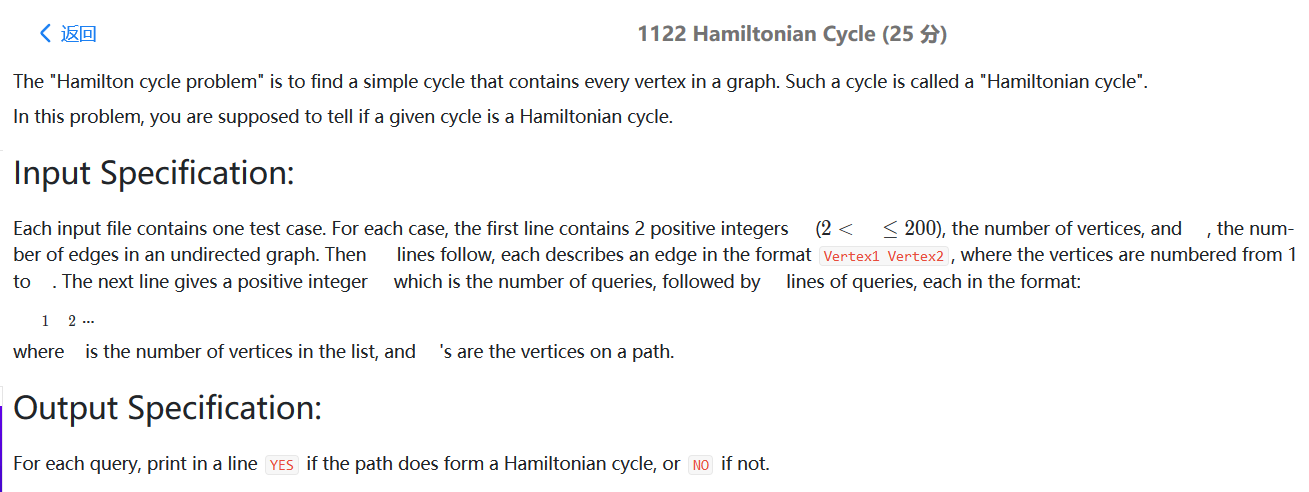 返回
1122 Hamiltonian Cycle (25 分)
The "Hamilton cycle problem" is to find a simple cycle that contains every vertex in a graph. Such a cycle is called a "Hamiltonian cycle".
In this problem, you are supposed to tell if a given cycle is a Hamiltonian cycle.
Input Specification:
Each input file contains one test case. For each case, the first line contains 2 positive integers (2 < ≤ 200), the number of vertices, and , the num-
ber of edges in an undirected graph. Then lines follow, each describes an edge in the format Vertex1 Vertex2 , where the vertices are numbered from 1
to . The next line gives a positive integer which is the number of queries, followed by lines of queries, each in the format:
1 2 ...
where is the number of vertices in the list, and 's are the vertices on a path.
Output Specification:
For each query, print in a line YES if the path does form a Hamiltonian cycle, or NO if not.